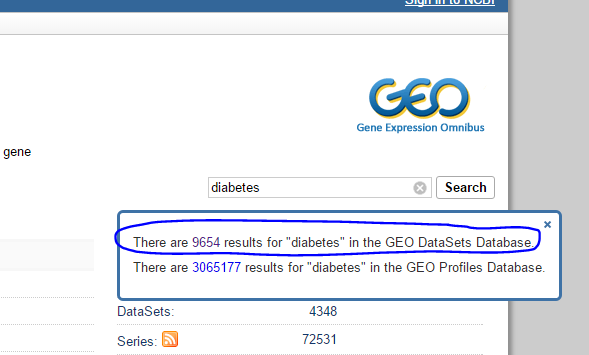 Sign in to NCBI
GEO
Gene Expression Omnibus
gene
diabetes
Search
There are 9654 results for "diabetes" in the GEO DataSets Database.
There are 3065177 results for "diabetes" in the GEO Profiles Database.
DataSets: 4348
Series: 72531